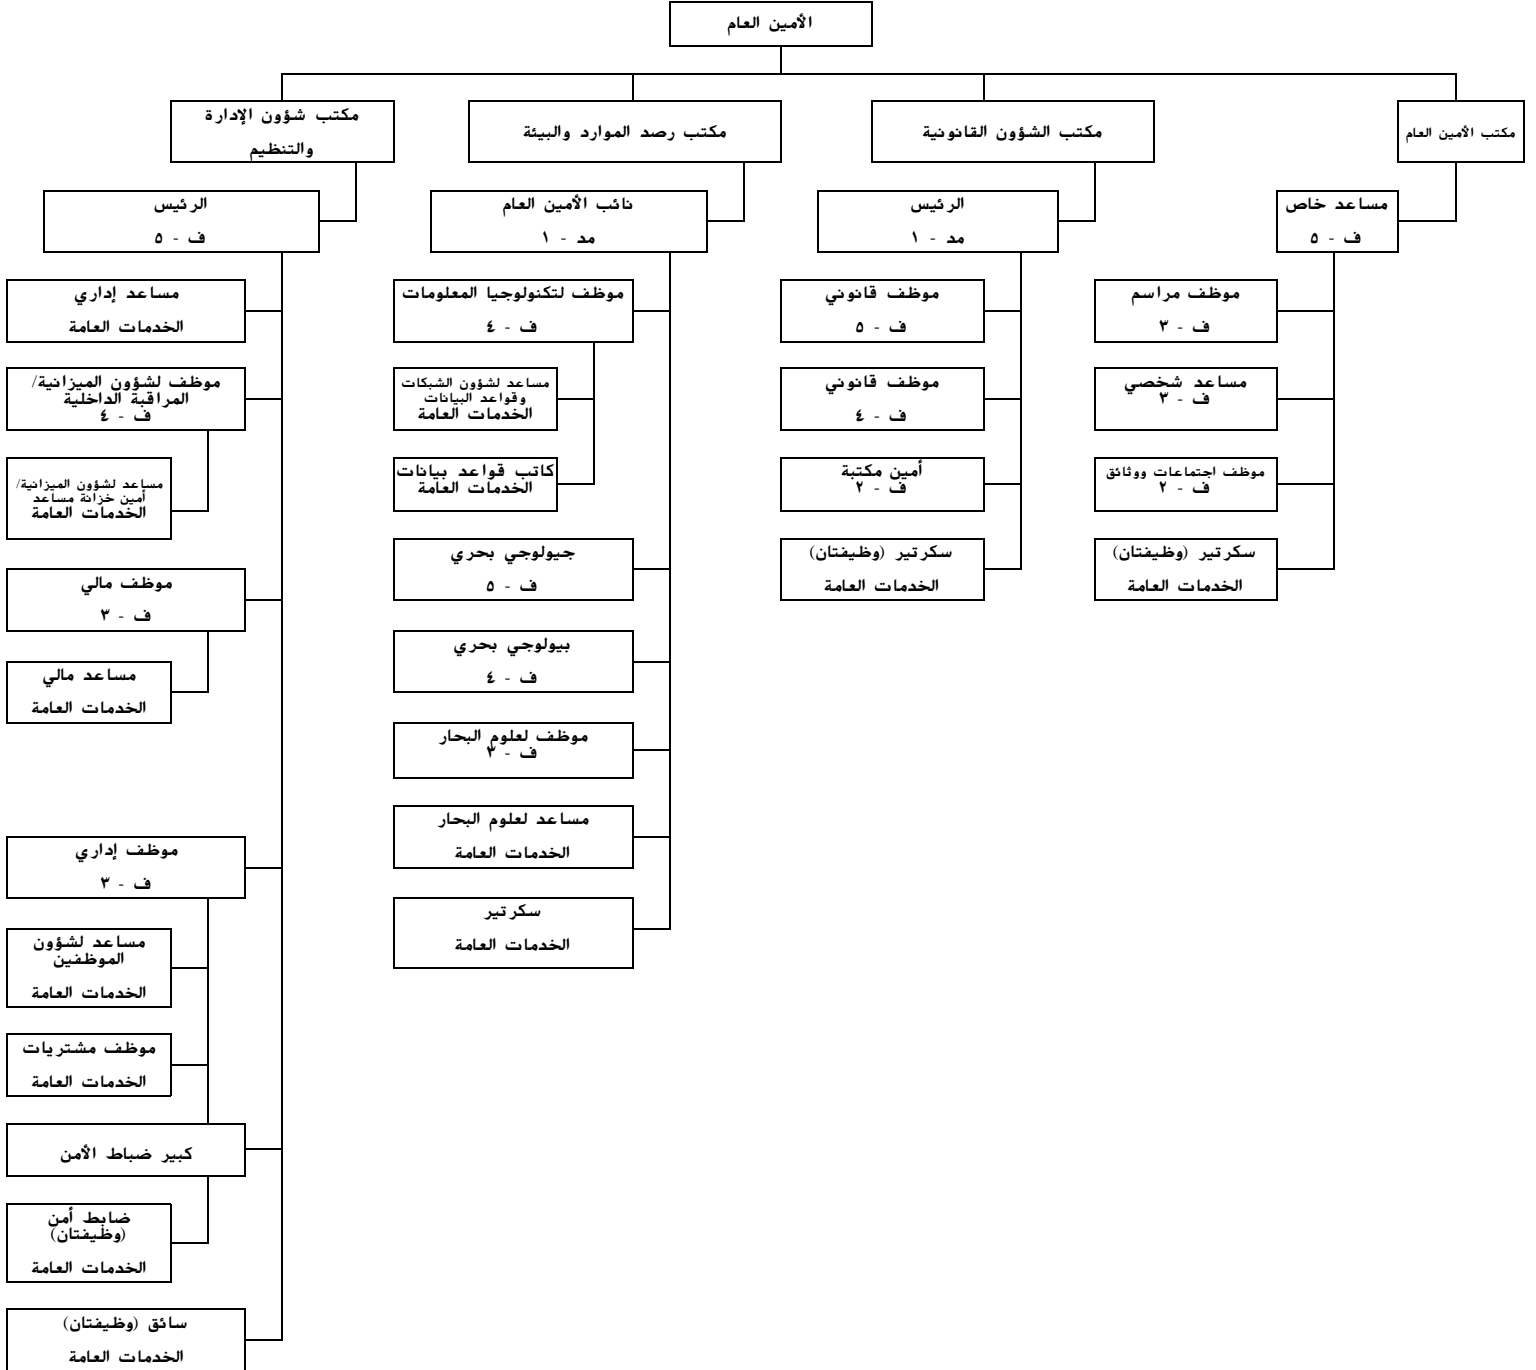 الأمين العام
مكتب الأمين العام
مساعد خاص
ف - ٥
موظف مراسم
ف - ٣
مساعد شخصي
ف - ٣
موظف اجتماعات ووثائق
ف - ٢
سكرتير (وظيفتان)
الخدمات العامة
مكتب الشؤون القانونية
الرئيس
مد - ١
موظف قانوني
ف - ٥
موظف قانوني
ف - ٤
أمين مكتبة
ف - ٢
سكرتير (وظيفتان)
الخدمات العامة
مكتب رصد الموارد والبيئة
نائب الأمين العام
مد - ١
موظف لتكنولوجيا المعلومات
ف - ٤
مساعد لشؤون الشبكات
وقواعد البيانات
الخدمات العامة
كاتب قواعد بيانات
الخدمات العامة
جيولوجي بحري
ف - ٥
بيولوجي بحري
ف - ٤
موظف لعلوم البحار
ف - ٣
مساعد لعلوم البحار
الخدمات العامة
سكرتير
الخدمات العامة
مكتب شؤون الإدارة
والتنظيم
الرئيس
ف - ٥
مساعد إداري
الخدمات العامة
موظف لشؤون الميزانية/
المراقبة الداخلية
ف - ٤
مساعد لشؤون الميزانية/
أمين خزانة مساعد
الخدمات العامة
موظف مالي
ف - ٣
مساعد مالي
الخدمات العامة
موظف إداري
ف - ٣
مساعد لشؤون
الموظفين
الخدمات العامة
موظف مشتريات
الخدمات العامة
كبير ضباط الأمن
ضابط أمن
(وظيفتان)
الخدمات العامة
سائق (وظيفتان)
الخدمات العامة